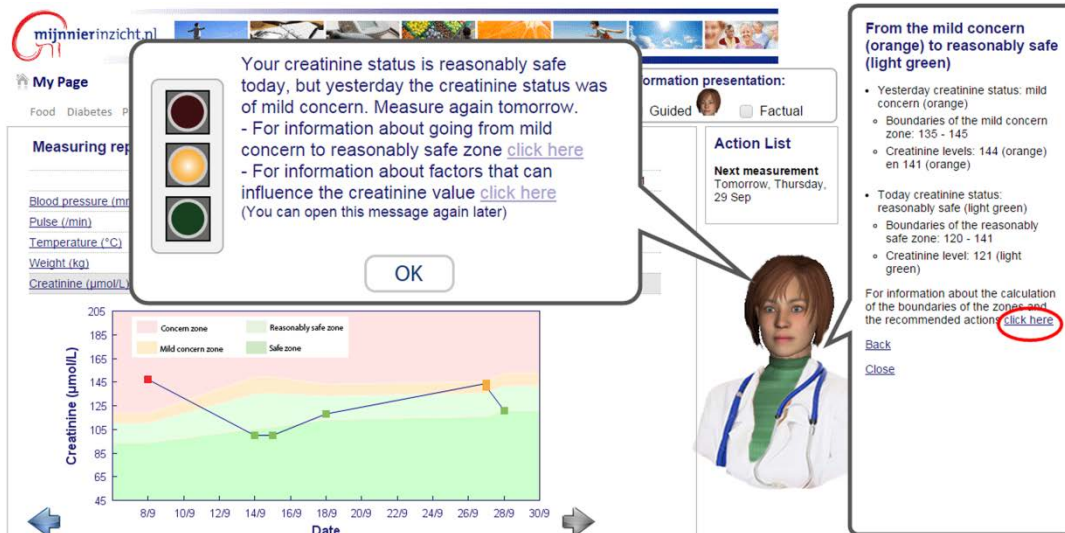 mijnnierinzicht.nl
My Page
Food Diabetes P
formation presentation:
Guided Factual
Measuring rep
Blood pressure (mr
Pulse (/min)
Temperature (°C)
Weight (kg)
Creatinine (µmol/L)
Your creatinine status is reasonably safe
today, but yesterday the creatinine status was
of mild concern. Measure again tomorrow.
- For information about going from mild
concern to reasonably safe zone click here
- For information about factors that can
influence the creatinine value click here
(You can open this message again later)
OK
Action List
Next measurement
Tomorrow, Thursday,
29 Sep
205
185
165
145
125
105
85
65
45
Creatinine (µmol/L)
Concern zone Reasonably safe zone
Mild concern zone Safe zone
8/9 10/9 12/9 14/9 16/9 18/9 20/9 22/9 24/9 26/9 28/9 30/9
Date
From the mild concern
(orange) to reasonably safe
(light green)
• Yesterday creatinine status: mild
concern (orange)
Boundaries of the mild concern
zone: 135 - 145
Creatinine levels: 144 (orange)
en 141 (orange)
• Today creatinine status:
reasonably safe (light green)
Boundaries of the reasonably
safe zone: 120 - 141
Creatinine level: 121 (light
green)
For information about the calculation
of the boundaries of the zones and
the recommended actions click here
Back
Close